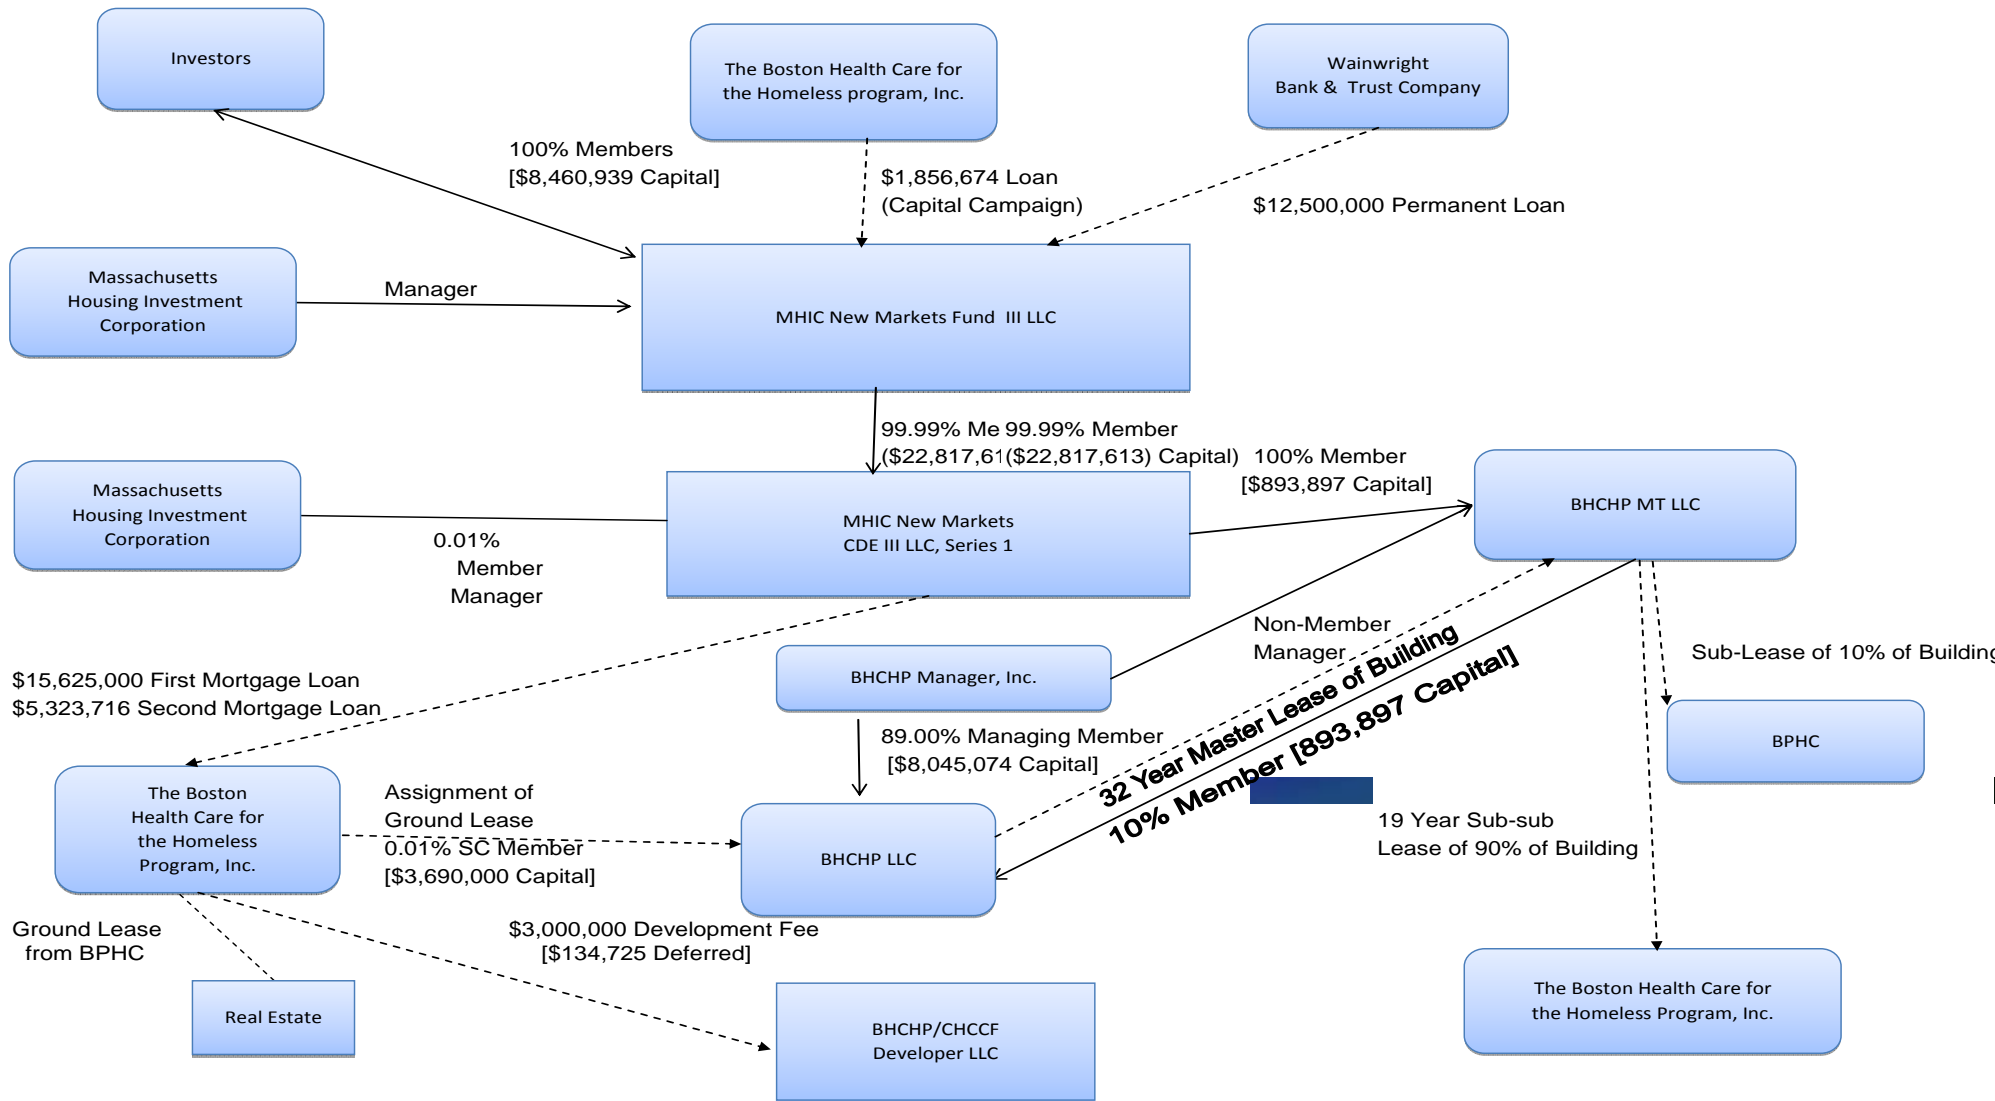 Investors
The Boston Health Care for
the Homeless program, Inc.
Wainwright
Bank & Trust Company
100% Members
[$8,460,939 Capital]
$1,856,674 Loan
(Capital Campaign)
$12,500,000 Permanent Loan
Massachusetts
Housing Investment
Corporation
Manager
MHIC New Markets Fund III LLC
99.99% Me
($22,817,61
99.99% Member
($22,817,613) Capital)
100% Member
[$893,897 Capital]
Massachusetts
Housing Investment
Corporation
0.01%
Member
Manager
MHIC New Markets
CDE III LLC, Series 1
BHCHP MT LLC
Non-Member
Manager
Sub-Lease of 10% of Building
$15,625,000 First Mortgage Loan
$5,323,716 Second Mortgage Loan
BHCHP Manager, Inc.
89.00% Managing Member
[$8,045,074 Capital]
32 Year Master Lease of Building
10% Member [893,897 Capital]
BPHC
The Boston
Health Care for
the Homeless
Program, Inc.
Assignment of
Ground Lease
0.01% SC Member
[$3,690,000 Capital]
BHCHP LLC
19 Year Sub-sub
Lease of 90% of Building
Ground Lease
from BPHC
$3,000,000 Development Fee
[$134,725 Deferred]
Real Estate
BHCHP/CHCCF
Developer LLC
The Boston Health Care for
the Homeless Program, Inc.